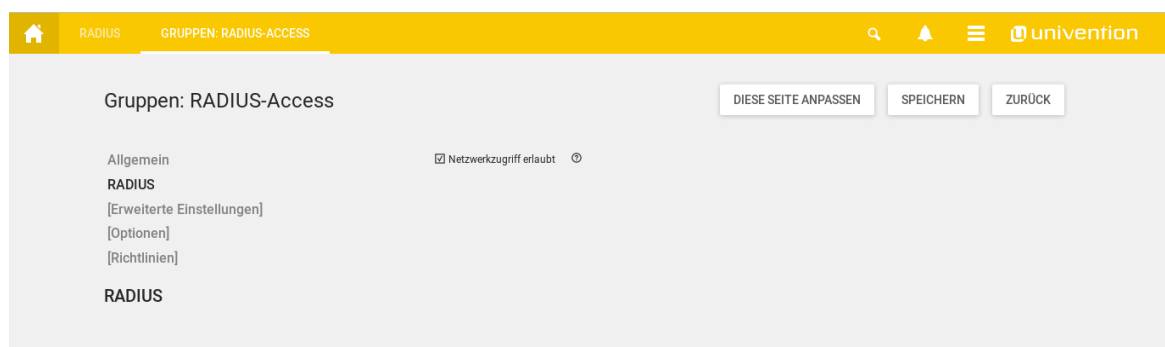 RADIUS GRUPPEN: RADIUS-ACCESS univention
Gruppen: RADIUS-Access DIESE SEITE ANPASSEN SPEICHERN ZURÜCK
Allgemein Netzwerkzugriff erlaubt
RADIUS
[Erweiterte Einstellungen]
[Optionen]
[Richtlinien]
RADIUS